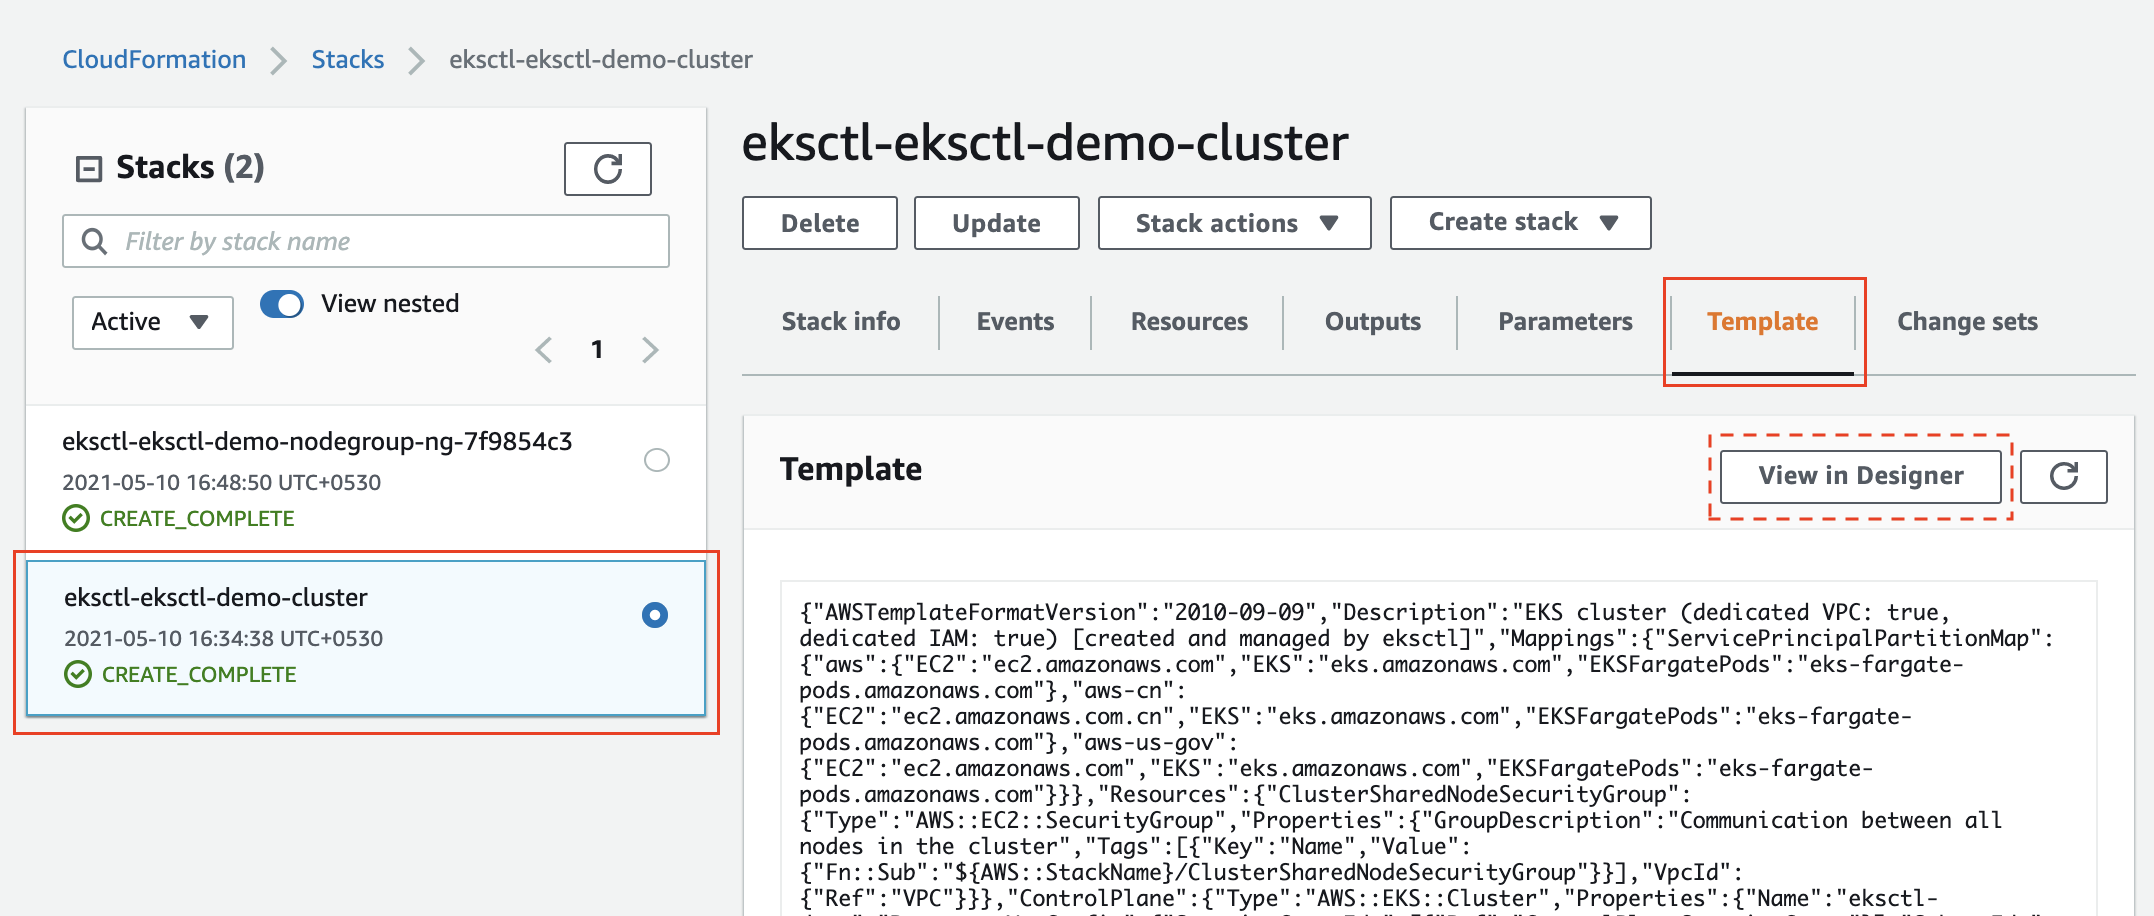 CloudFormation > Stacks > eksctl-eksctl-demo-cluster
Stacks (2)
Filter by stack name
Active
View nested
1
eksctl-eksctl-demo-nodegroup-ng-7f9854c3
2021-05-10 16:48:50 UTC+0530
CREATE_COMPLETE
eksctl-eksctl-demo-cluster
2021-05-10 16:34:38 UTC+0530
CREATE_COMPLETE
eksctl-eksctl-demo-cluster
Delete Update Stack actions Create stack
Stack info Events Resources Outputs Parameters Template Change sets
Template
View in Designer
{"AWSTemplateFormatVersion":"2010-09-09","Description":"EKS cluster (dedicated VPC: true,
dedicated IAM: true) [created and managed by eksctl]","Mappings":{"ServicePrincipalPartitionMap":
{"aws":{"EC2":"ec2.amazonaws.com","EKS":"eks.amazonaws.com","EKSFargatePods":"eks-fargate-
pods.amazonaws.com"},"aws-cn":
{"EC2":"ec2.amazonaws.com.cn","EKS":"eks.amazonaws.com","EKSFargatePods":"eks-fargate-
pods.amazonaws.com"},"aws-us-gov":
{"EC2":"ec2.amazonaws.com","EKS":"eks.amazonaws.com","EKSFargatePods":"eks-fargate-
pods.amazonaws.com"}}},"Resources":{"ClusterSharedNodeSecurityGroup":
{"Type":"AWS::EC2::SecurityGroup","Properties":{"GroupDescription":"Communication between all
nodes in the cluster","Tags":[{"Key":"Name","Value":
{"Fn::Sub":"${AWS::StackName}/ClusterSharedNodeSecurityGroup"}}],"VpcId":
{"Ref":"VPC"}}},"ControlPlane":{"Type":"AWS::EKS::Cluster","Properties":{"Name":"eksctl-